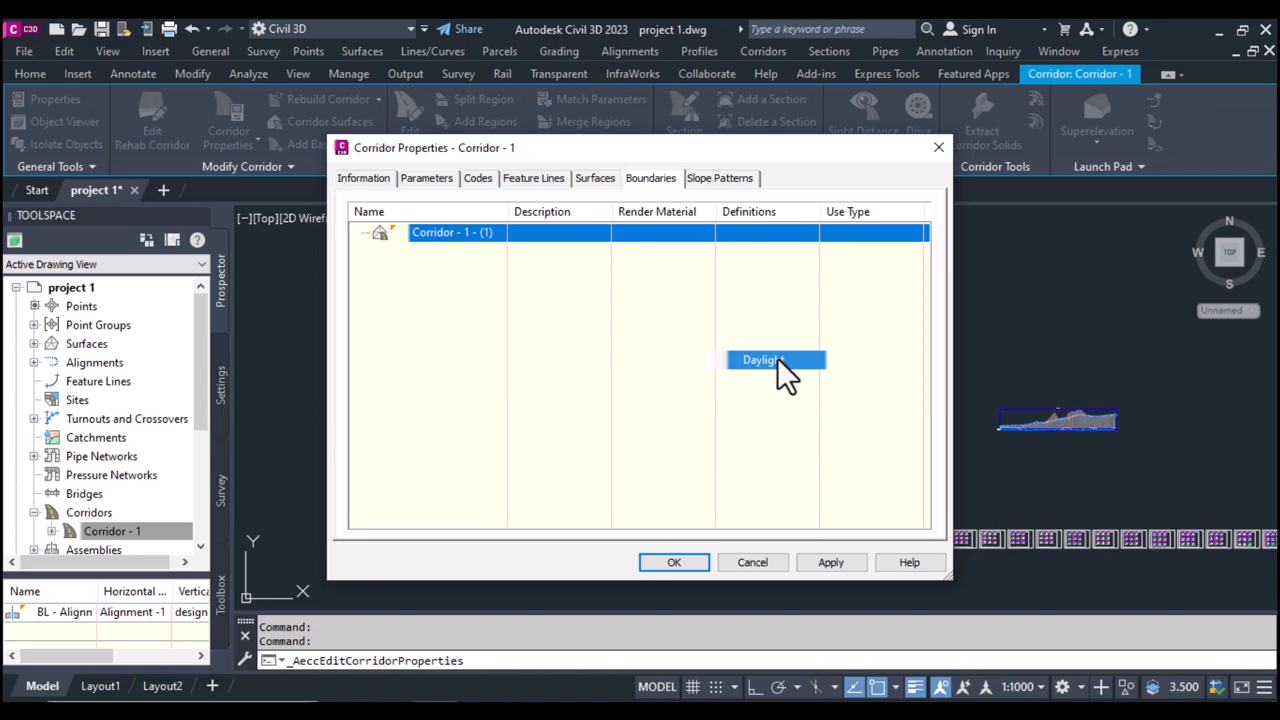 C3D Civil 3D Share Autodesk Civil 3D 2023 project 1.dwg Type a keyword or phrase Sign In
File Edit View Insert General Survey Points Surfaces Lines/Curves Parcels Grading Alignments Profiles Corridors Sections Pipes Annotation Inquiry Window Express
Home Insert Annotate Modify Analyze View Manage Output Survey Rail Transparent InfraWorks Collaborate Help Add-ins Express Tools Featured Apps Corridor: Corridor - 1
Properties Rebuild Corridor Split Region Match Parameters Add a Section
Object Viewer Corridor Surfaces Add Regions Merge Regions Delete a Section
Isolate Objects
Edit
Rehab Corridor
Corridor
Properties
Add Ba
Edit
Section
Sight Distance
Drive
Extract
orridor Solids
Superelevation
General Tools Modify Corridor Corridor Tools Launch Pad
Start project 1*
Corridor Properties - Corridor - 1
Information Parameters Codes Feature Lines Surfaces Boundaries Slope Patterns
Name Description Render Material Definitions Use Type
Corridor - 1 - (1)
Daylight
OK Cancel Apply Help
TOOLSPACE
Active Drawing View
project 1
Points
Point Groups
Surfaces
Alignments
Feature Lines
Sites
Turnouts and Crossovers
Catchments
Pipe Networks
Pressure Networks
Bridges
Corridors
Corridor - 1
Assemblies
Prospector
Settings
Survey
Toolbox
Name Horizontal ... Vertica
BL - Alignn Alignment -1 design
[−][Top][2D Wirefr
N
W TOP E
S
Unnamed
Y
X
Command:
Command:
_AeccEditCorridorProperties
Model Layout1 Layout2 MODEL 1:1000 3.500